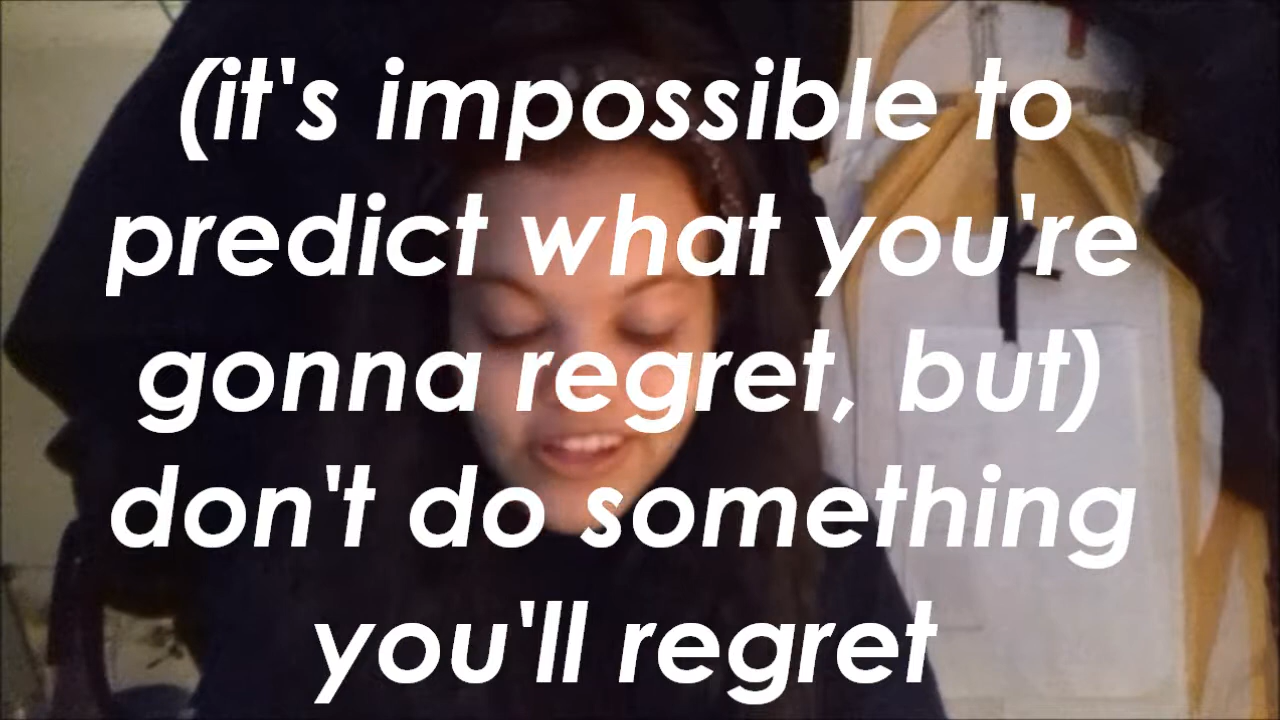 (it's impossible to
predict what you're
gonna regret, but)
don't do something
you'll regret